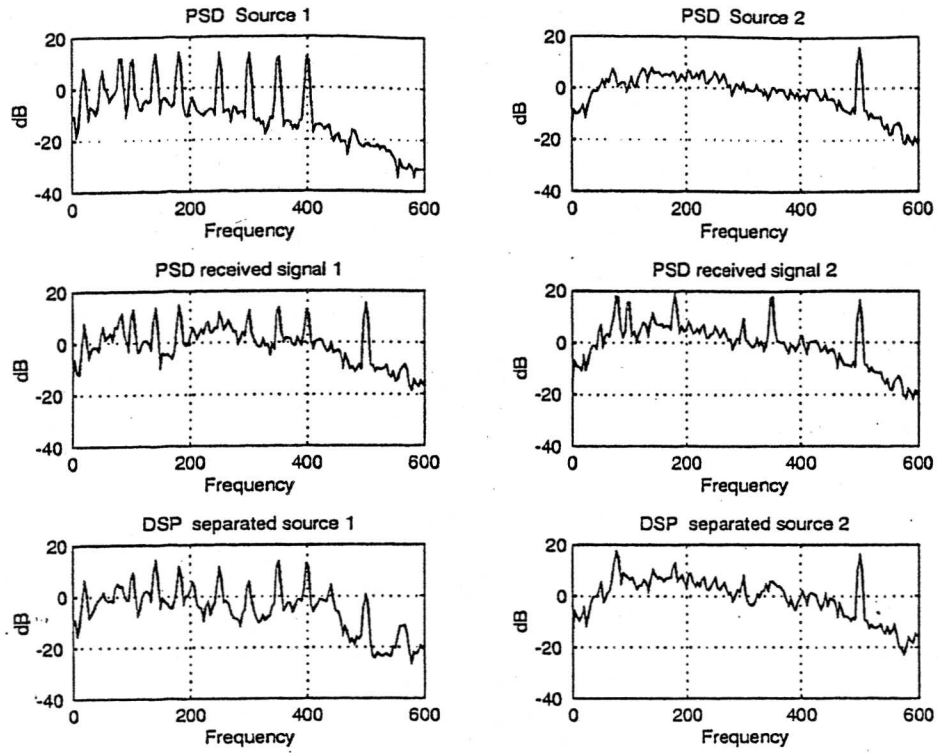 PSD Source 1
20
0
-20
-40
dB
0 200 400 600
Frequency
PSD Source 2
20
0
-20
-40
dB
0 200 400 600
Frequency
PSD received signal 1
20
0
-20
-40
dB
0 200 400 600
Frequency
PSD received signal 2
20
0
-20
-40
dB
0 200 400 600
Frequency
DSP separated source 1
20
0
-20
-40
dB
0 200 400 600
Frequency
DSP separated source 2
20
0
-20
-40
dB
0 200 400 600
Frequency